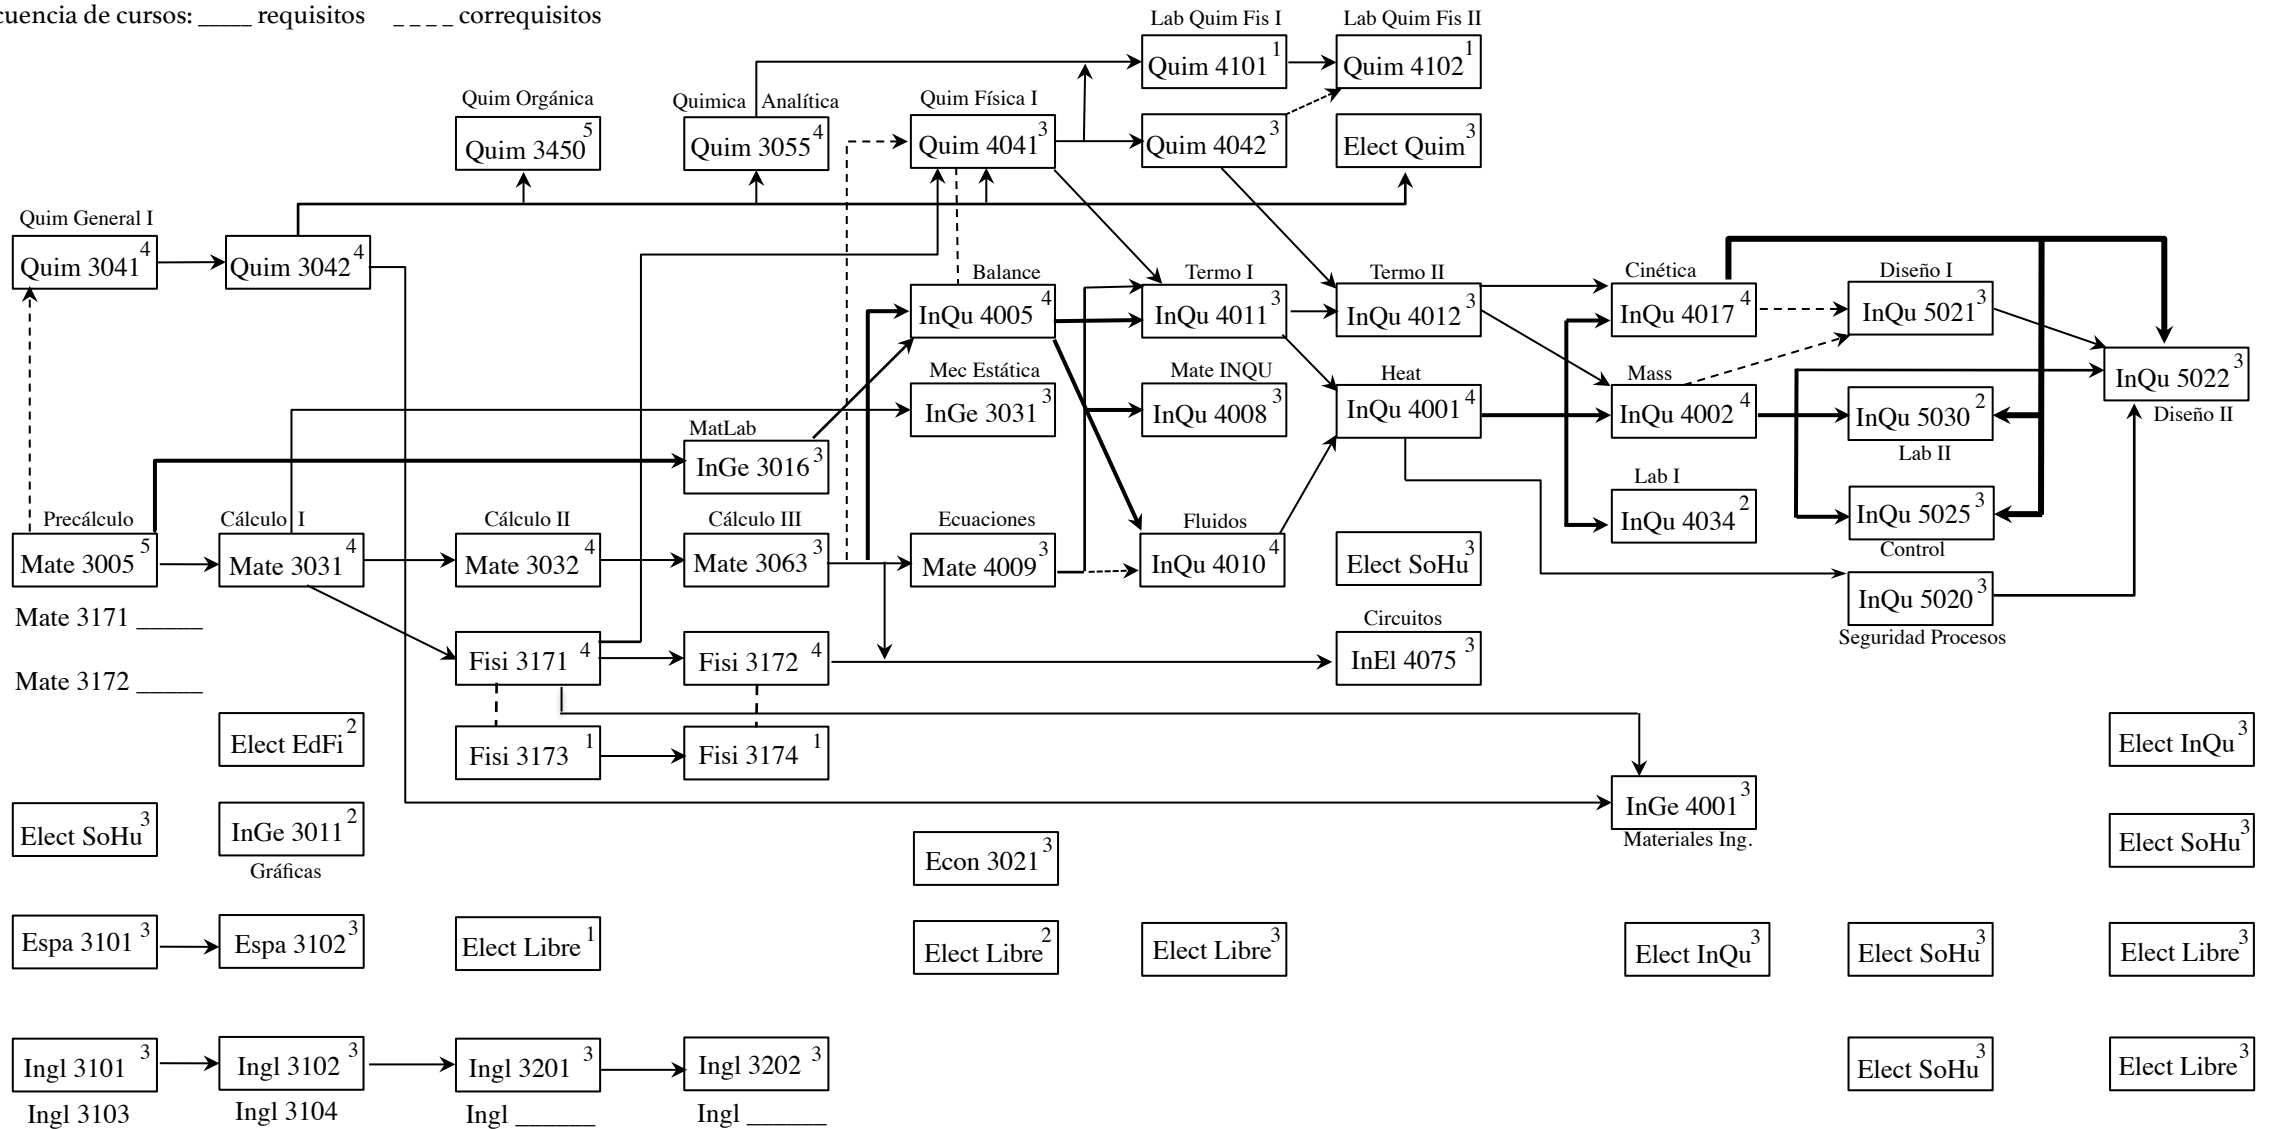 cuencia de cursos: _____ requisitos _ _ _ _ correquisitos
Lab Quim Fis I
Lab Quim Fis II
Quim 4101 1
Quim 4102 1
Quim Orgánica
Quimica Analítica
Quim Física I
Quim 3450 5
Quim 3055 4
Quim 4041 3
Quim 4042 3
Elect Quim 3
Quim General I
Quim 3041 4
Quim 3042 4
Balance
Termo I
Termo II
Cinética
Diseño I
InQu 4005 4
InQu 4011 3
InQu 4012 3
InQu 4017 4
InQu 5021 3
InQu 5022 3
Diseño II
Mec Estática
Mate INQU
Heat
Mass
InGe 3031 3
InQu 4008 3
InQu 4001 4
InQu 4002 4
InQu 5030 2
Lab II
MatLab
InGe 3016 3
Lab I
InQu 4034 2
InQu 5025 3
Control
Precálculo
Cálculo I
Cálculo II
Cálculo III
Ecuaciones
Fluidos
Mate 3005 5
Mate 3031 4
Mate 3032 4
Mate 3063 3
Mate 4009 3
InQu 4010 4
Elect SoHu 3
InQu 5020 3
Seguridad Procesos
Mate 3171 _____
Circuitos
Fisi 3171 4
Fisi 3172 4
InEl 4075 3
Mate 3172 _____
Elect EdFi 2
Fisi 3173 1
Fisi 3174 1
Elect InQu 3
Elect SoHu 3
InGe 3011 2
Gráficas
Econ 3021 3
InGe 4001 3
Materiales Ing.
Elect SoHu 3
Espa 3101 3
Espa 3102 3
Elect Libre 1
Elect Libre 2
Elect Libre 3
Elect InQu 3
Elect SoHu 3
Elect Libre 3
Ingl 3101 3
Ingl 3102 3
Ingl 3201 3
Ingl 3202 3
Elect SoHu 3
Elect Libre 3
Ingl 3103
Ingl 3104
Ingl ______
Ingl ______